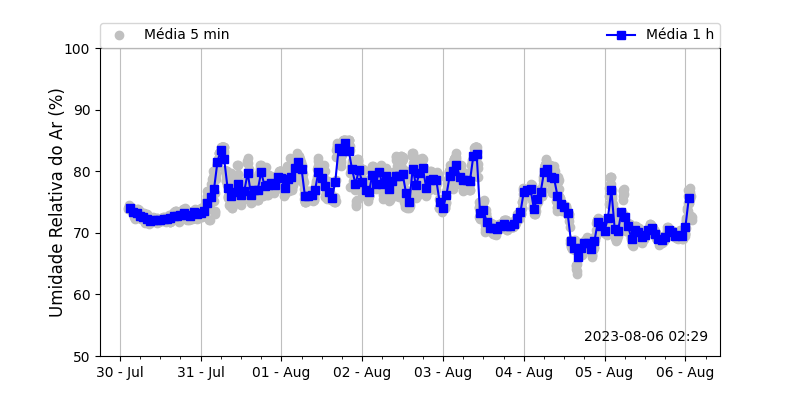 Média 5 min
Média 1 h
Umidade Relativa do Ar (%)
100
90
80
70
60
50
2023-08-06 02:29
30 - Jul
31 - Jul
01 - Aug
02 - Aug
03 - Aug
04 - Aug
05 - Aug
06 - Aug